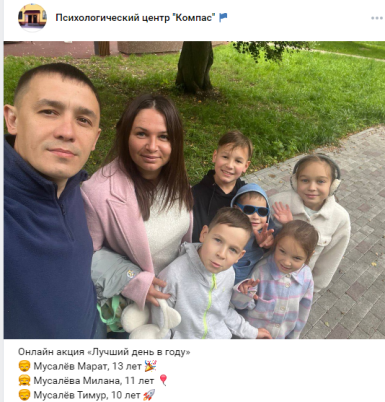 Психологический центр "Компас"
Онлайн акция «Лучший день в году»
Мусалёв Марат, 13 лет
Мусалёва Милана, 11 лет
Мусалёв Тимур, 10 лет